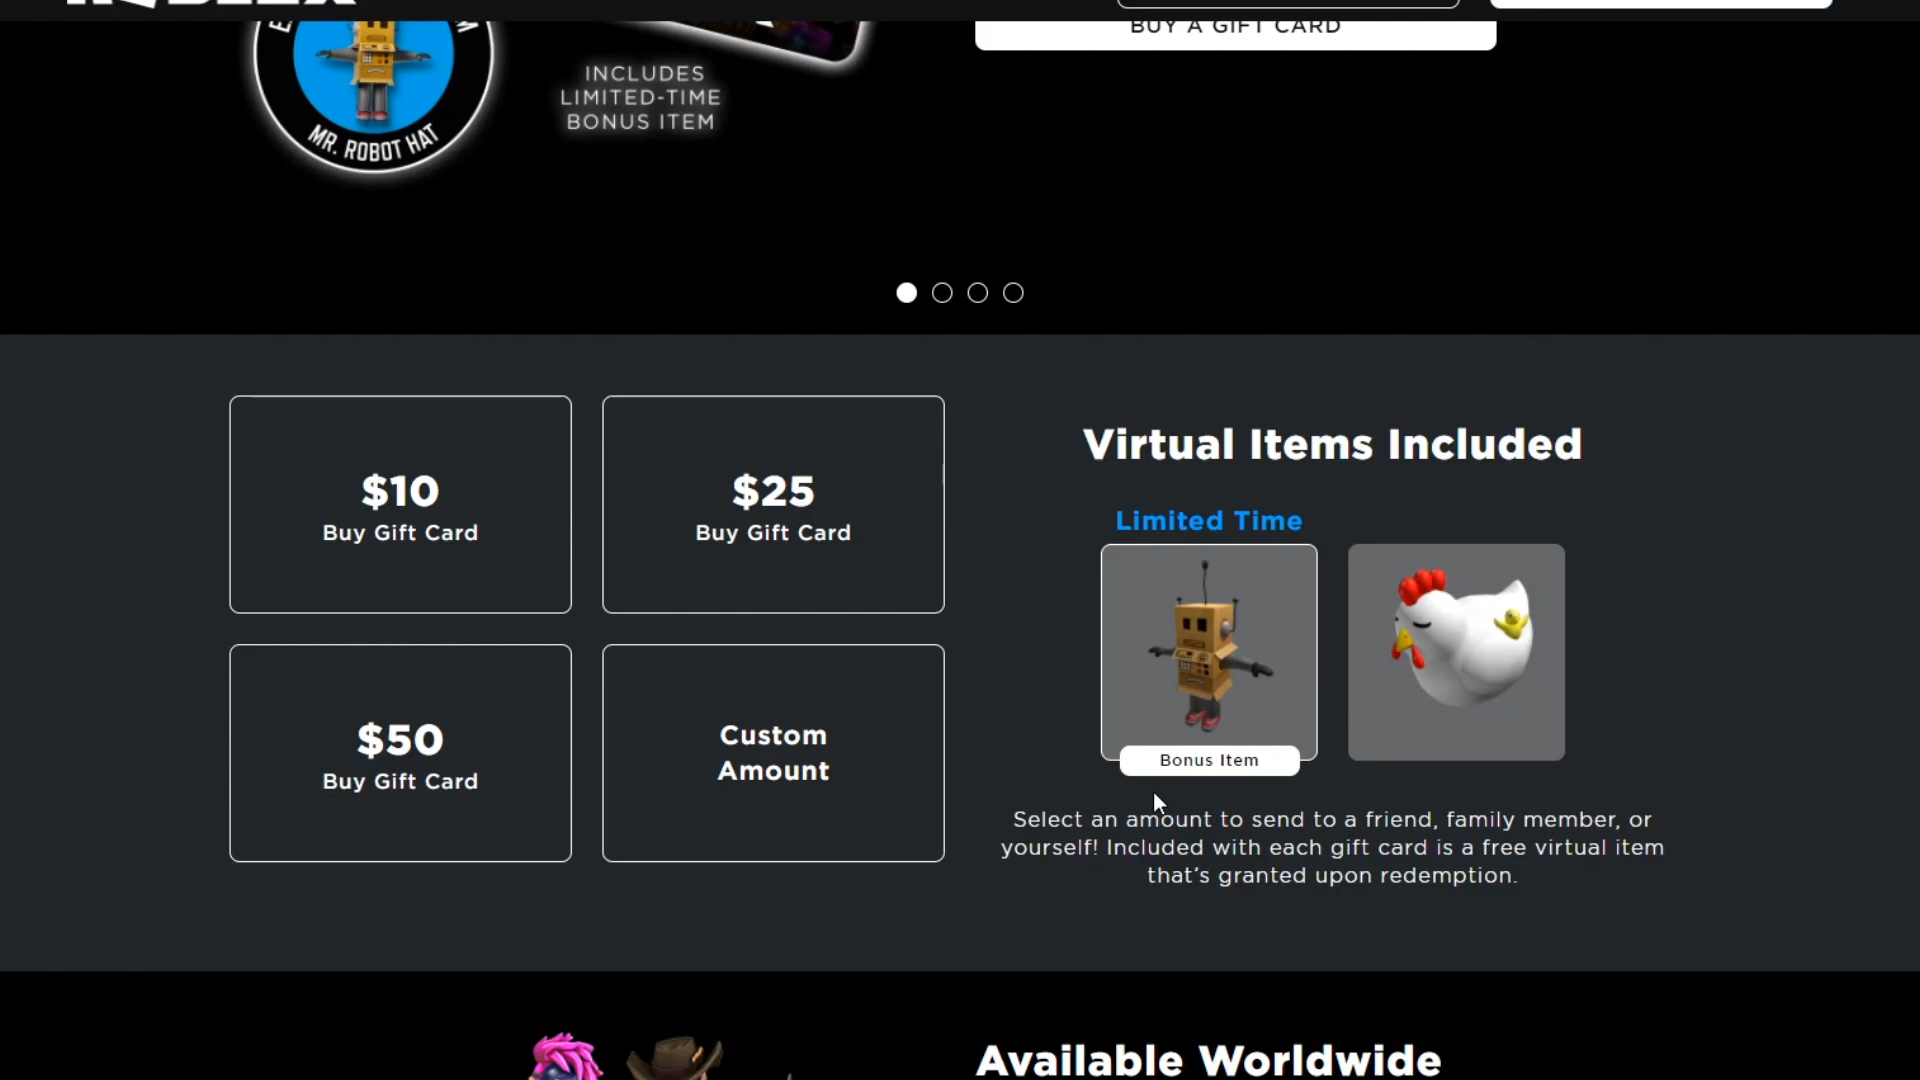 ROBLOX
BUY A GIFT CARD
INCLUDES
LIMITED-TIME
BONUS ITEM
MR. ROBOT HAT
$10
Buy Gift Card
$25
Buy Gift Card
$50
Buy Gift Card
Custom
Amount
Virtual Items Included
Limited Time
Bonus Item
Select an amount to send to a friend, family member, or
yourself! Included with each gift card is a free virtual item
that's granted upon redemption.
Available Worldwide